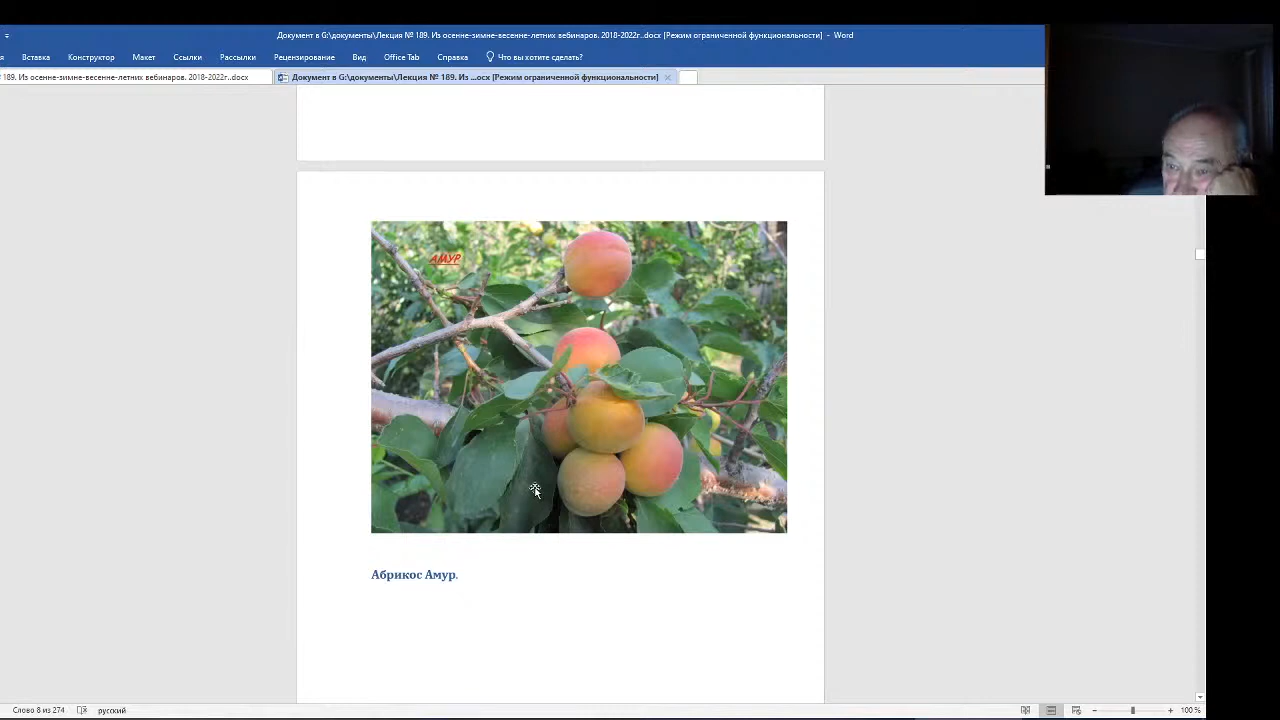 Документ в G:\документы\Лекция № 189. Из осенне-зимне-весенне-летних вебинаров. 2018-2022г..docx [Режим ограниченной функциональности] - Word
Вставка Конструктор Макет Ссылки Рассылки Рецензирование Вид Office Tab Справка Что вы хотите сделать?
189. Из осенне-зимне-весенне-летних вебинаров. 2018-2022г..docx Документ в G:\документы\Лекция № 189. Из ...осх [Режим ограниченной функциональности]
АМУР
Абрикос Амур.
Слово 8 из 274 русский 100%